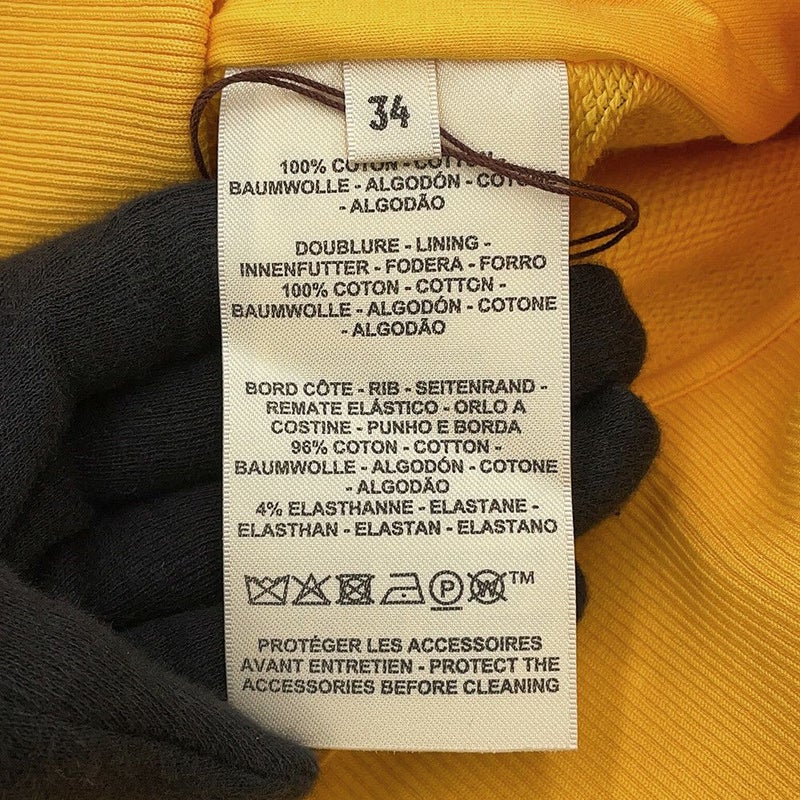 34
100% COTON - COTTON -
BAUMWOLLE - ALGODÓN - COTONE
- ALGODÃO
DOUBLURE - LINING -
INNENFUTTER - FODERA - FORRO
100% COTON - COTTON -
BAUMWOLLE - ALGODÓN - COTONE
- ALGODÃO
BORD CÔTE - RIB - SEITENRAND -
REMATE ELÁSTICO - ORLO A
COSTINE - PUNHO E BORDA
96% COTON - COTTON -
BAUMWOLLE - ALGODÓN - COTONE
- ALGODÃO
4% ELASTHANNE - ELASTANE -
ELASTHAN - ELASTAN - ELASTANO
P W TM
PROTÉGER LES ACCESSOIRES
AVANT ENTRETIEN - PROTECT THE
ACCESSORIES BEFORE CLEANING